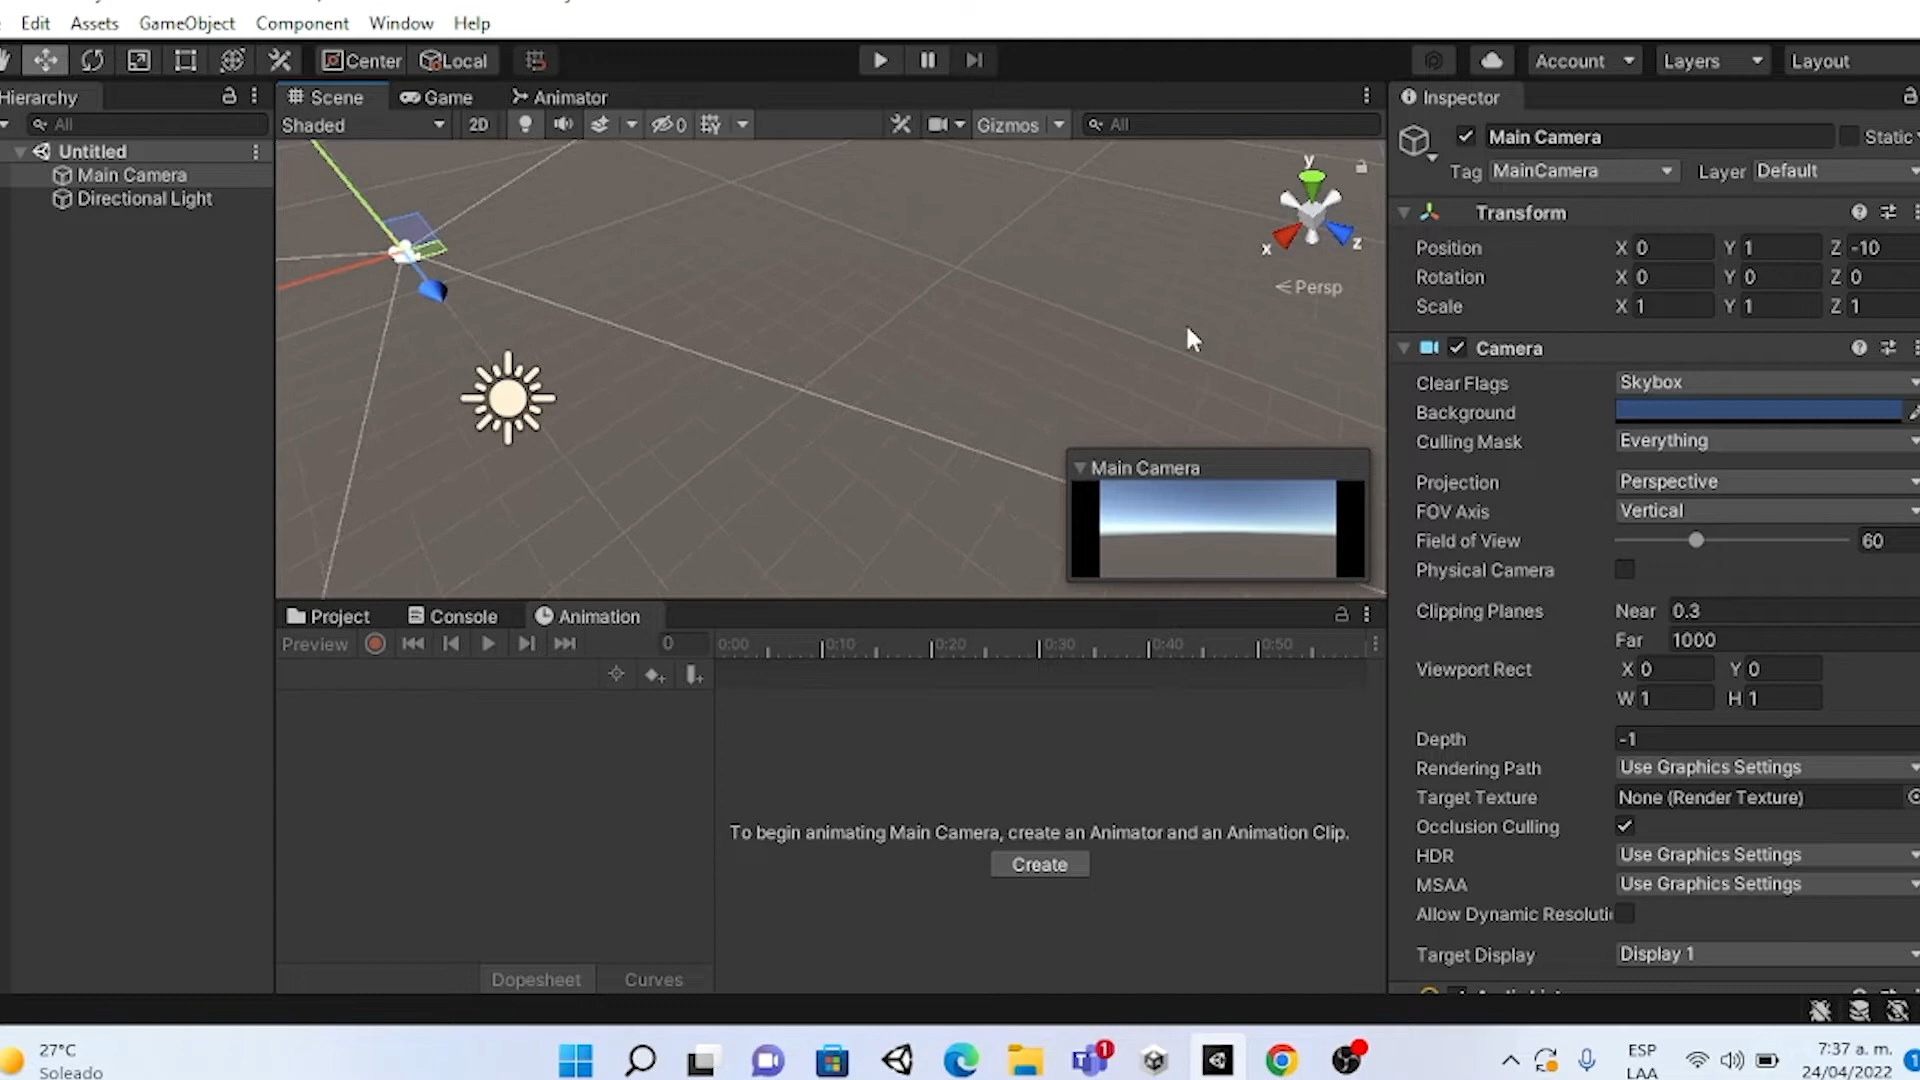 Edit Assets GameObject Component Window Help
Center Local Account Layers Layout
Hierarchy Scene Game Animator Inspector
All Shaded 2D 0 Gizmos All
Main Camera Static
Untitled
Main Camera
Directional Light
y
x z
Persp
Tag MainCamera Layer Default
Transform
Position X 0 Y 1 Z -10
Rotation X 0 Y 0 Z 0
Scale X 1 Y 1 Z 1
Camera
Clear Flags Skybox
Background
Culling Mask Everything
Projection Perspective
FOV Axis Vertical
Field of View 60
Physical Camera
Clipping Planes Near 0.3
Far 1000
Viewport Rect X 0 Y 0
W 1 H 1
Depth -1
Rendering Path Use Graphics Settings
Target Texture None (Render Texture)
Occlusion Culling
HDR Use Graphics Settings
MSAA Use Graphics Settings
Allow Dynamic Resoluti
Target Display Display 1
Main Camera
Project Console Animation
Preview 0 0:00 0:10 0:20 0:30 0:40 0:50
To begin animating Main Camera, create an Animator and an Animation Clip.
Create
Dopesheet Curves
27°C
Soleado
1
ESP
LAA
7:37 a. m.
24/04/2022
1